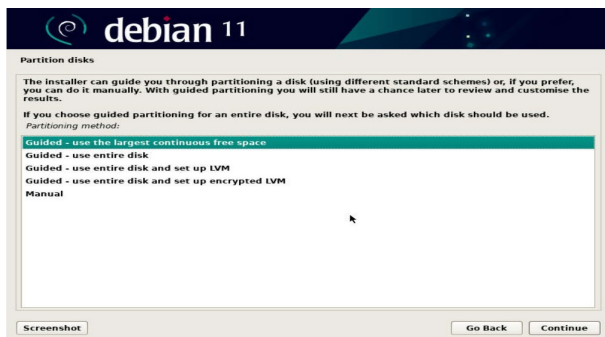 debian 11
Partition disks
The installer can guide you through partitioning a disk (using different standard schemes) or, if you prefer,
you can do it manually. With guided partitioning you will still have a chance later to review and customise the
results.
If you choose guided partitioning for an entire disk, you will next be asked which disk should be used.
Partitioning method:
Guided - use the largest continuous free space
Guided - use entire disk
Guided - use entire disk and set up LVM
Guided - use entire disk and set up encrypted LVM
Manual
Screenshot Go Back Continue